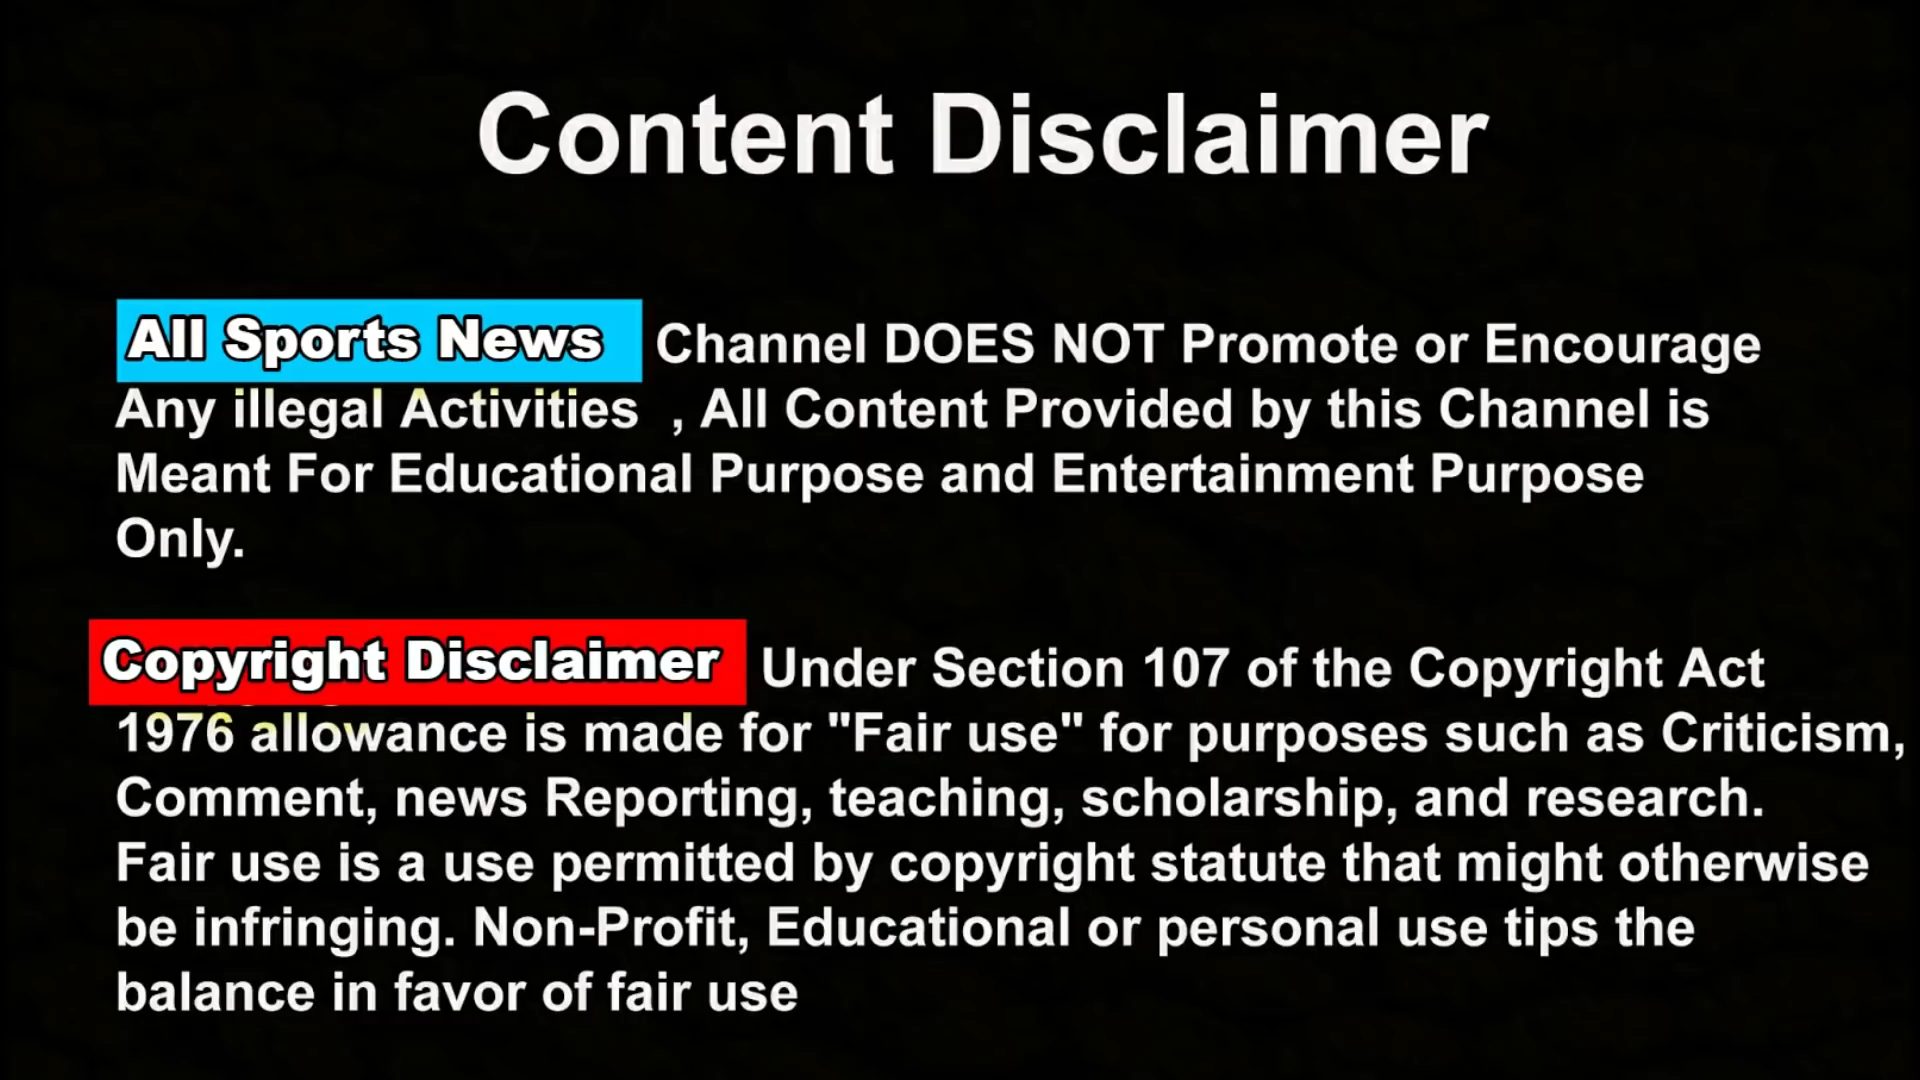 Content Disclaimer
All Sports News Channel DOES NOT Promote or Encourage
Any illegal Activities , All Content Provided by this Channel is
Meant For Educational Purpose and Entertainment Purpose
Only.
Copyright Disclaimer Under Section 107 of the Copyright Act
1976 allowance is made for "Fair use" for purposes such as Criticism,
Comment, news Reporting, teaching, scholarship, and research.
Fair use is a use permitted by copyright statute that might otherwise
be infringing. Non-Profit, Educational or personal use tips the
balance in favor of fair use